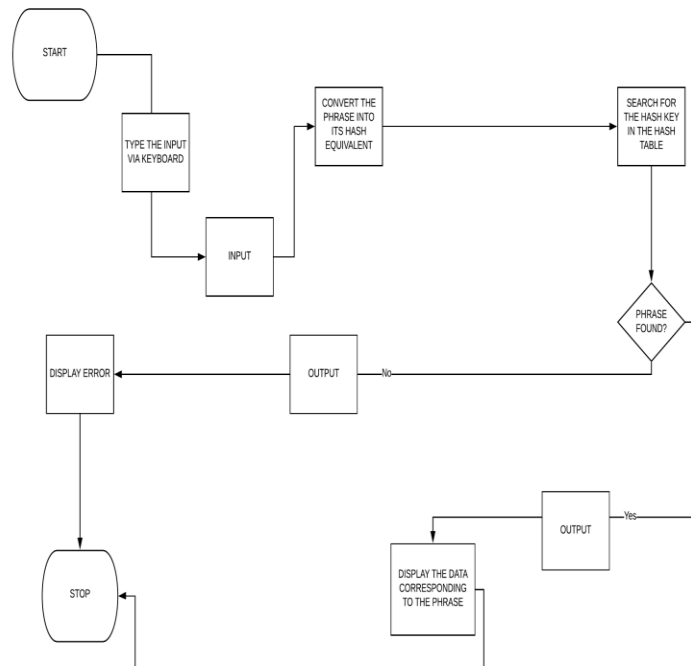 START
TYPE THE INPUT
VIA KEYBOARD
INPUT
CONVERT THE
PHRASE INTO
ITS HASH
EQUIVALENT
SEARCH FOR
THE HASH KEY
IN THE HASH
TABLE
PHRASE
FOUND?
No
OUTPUT
DISPLAY ERROR
Yes
OUTPUT
DISPLAY THE DATA
CORRESPONDING
TO THE PHRASE
STOP